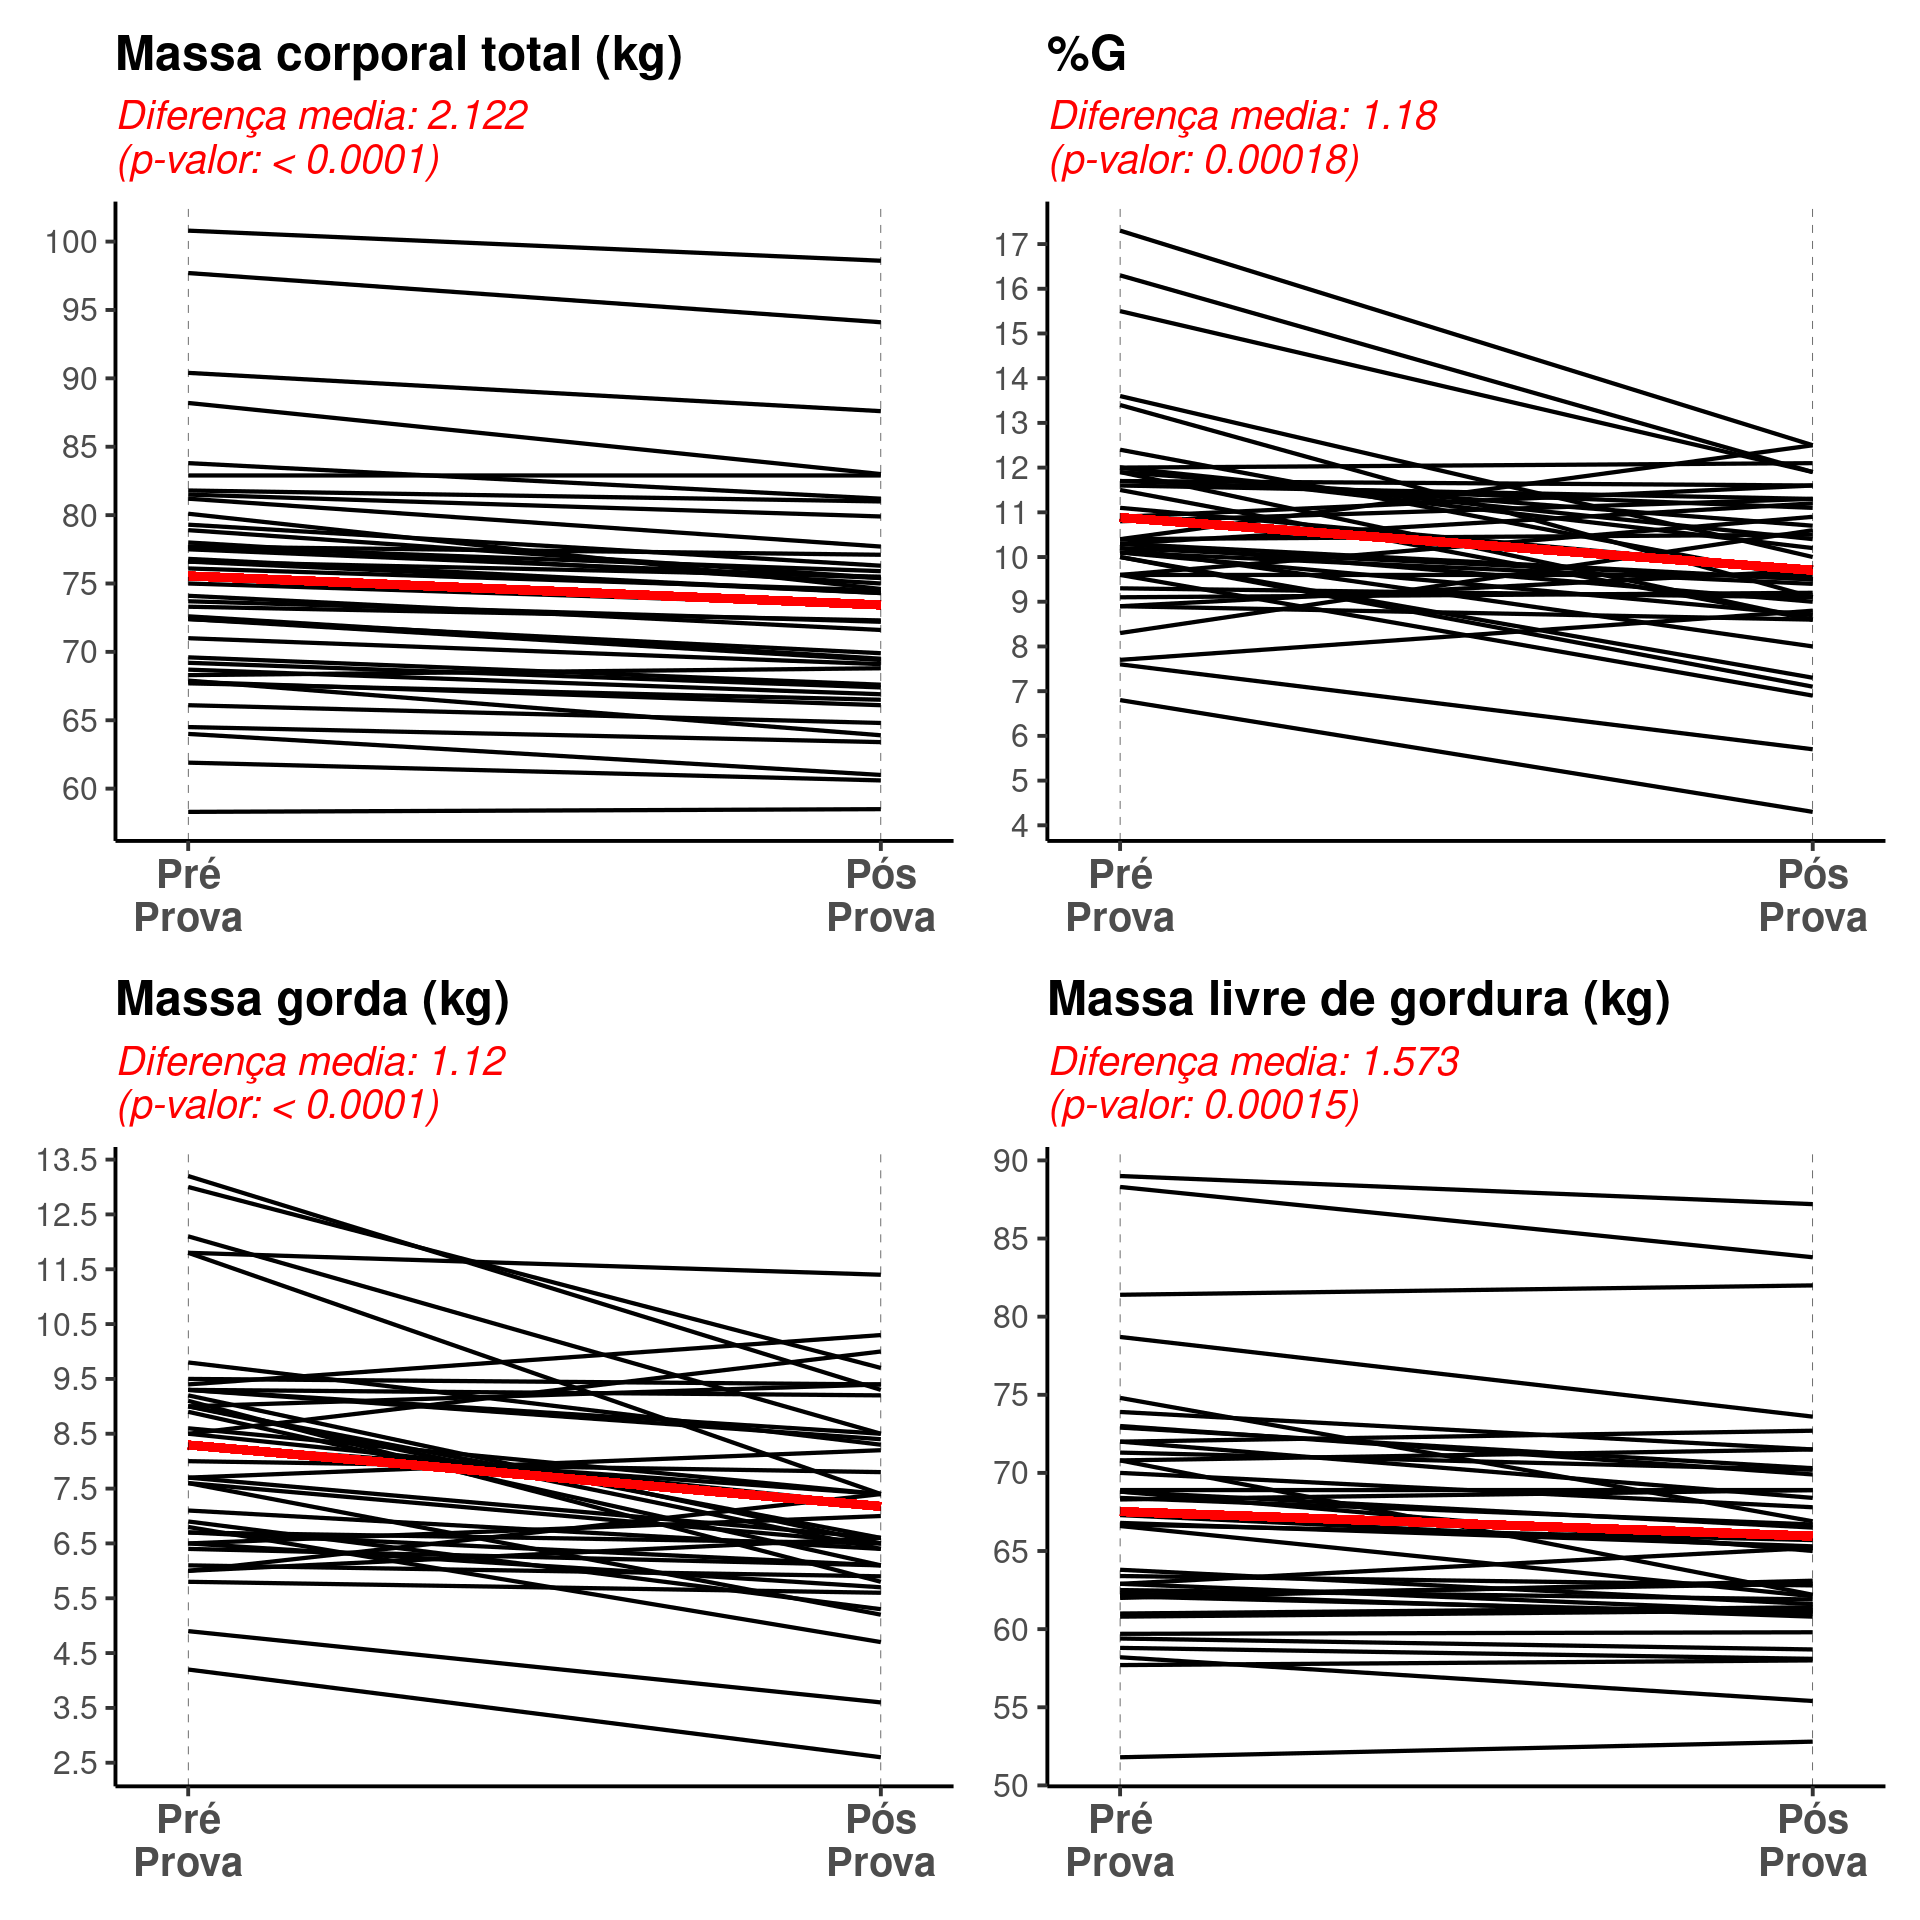 Massa corporal total (kg)
Diferença media: 2.122
(p-valor: < 0.0001)
100
95
90
85
80
75
70
65
60
Pré
Prova
Pós
Prova
%G
Diferença media: 1.18
(p-valor: 0.00018)
17
16
15
14
13
12
11
10
9
8
7
6
5
4
Pré
Prova
Pós
Prova
Massa gorda (kg)
Diferença media: 1.12
(p-valor: < 0.0001)
13.5
12.5
11.5
10.5
9.5
8.5
7.5
6.5
5.5
4.5
3.5
2.5
Pré
Prova
Pós
Prova
Massa livre de gordura (kg)
Diferença media: 1.573
(p-valor: 0.00015)
90
85
80
75
70
65
60
55
50
Pré
Prova
Pós
Prova